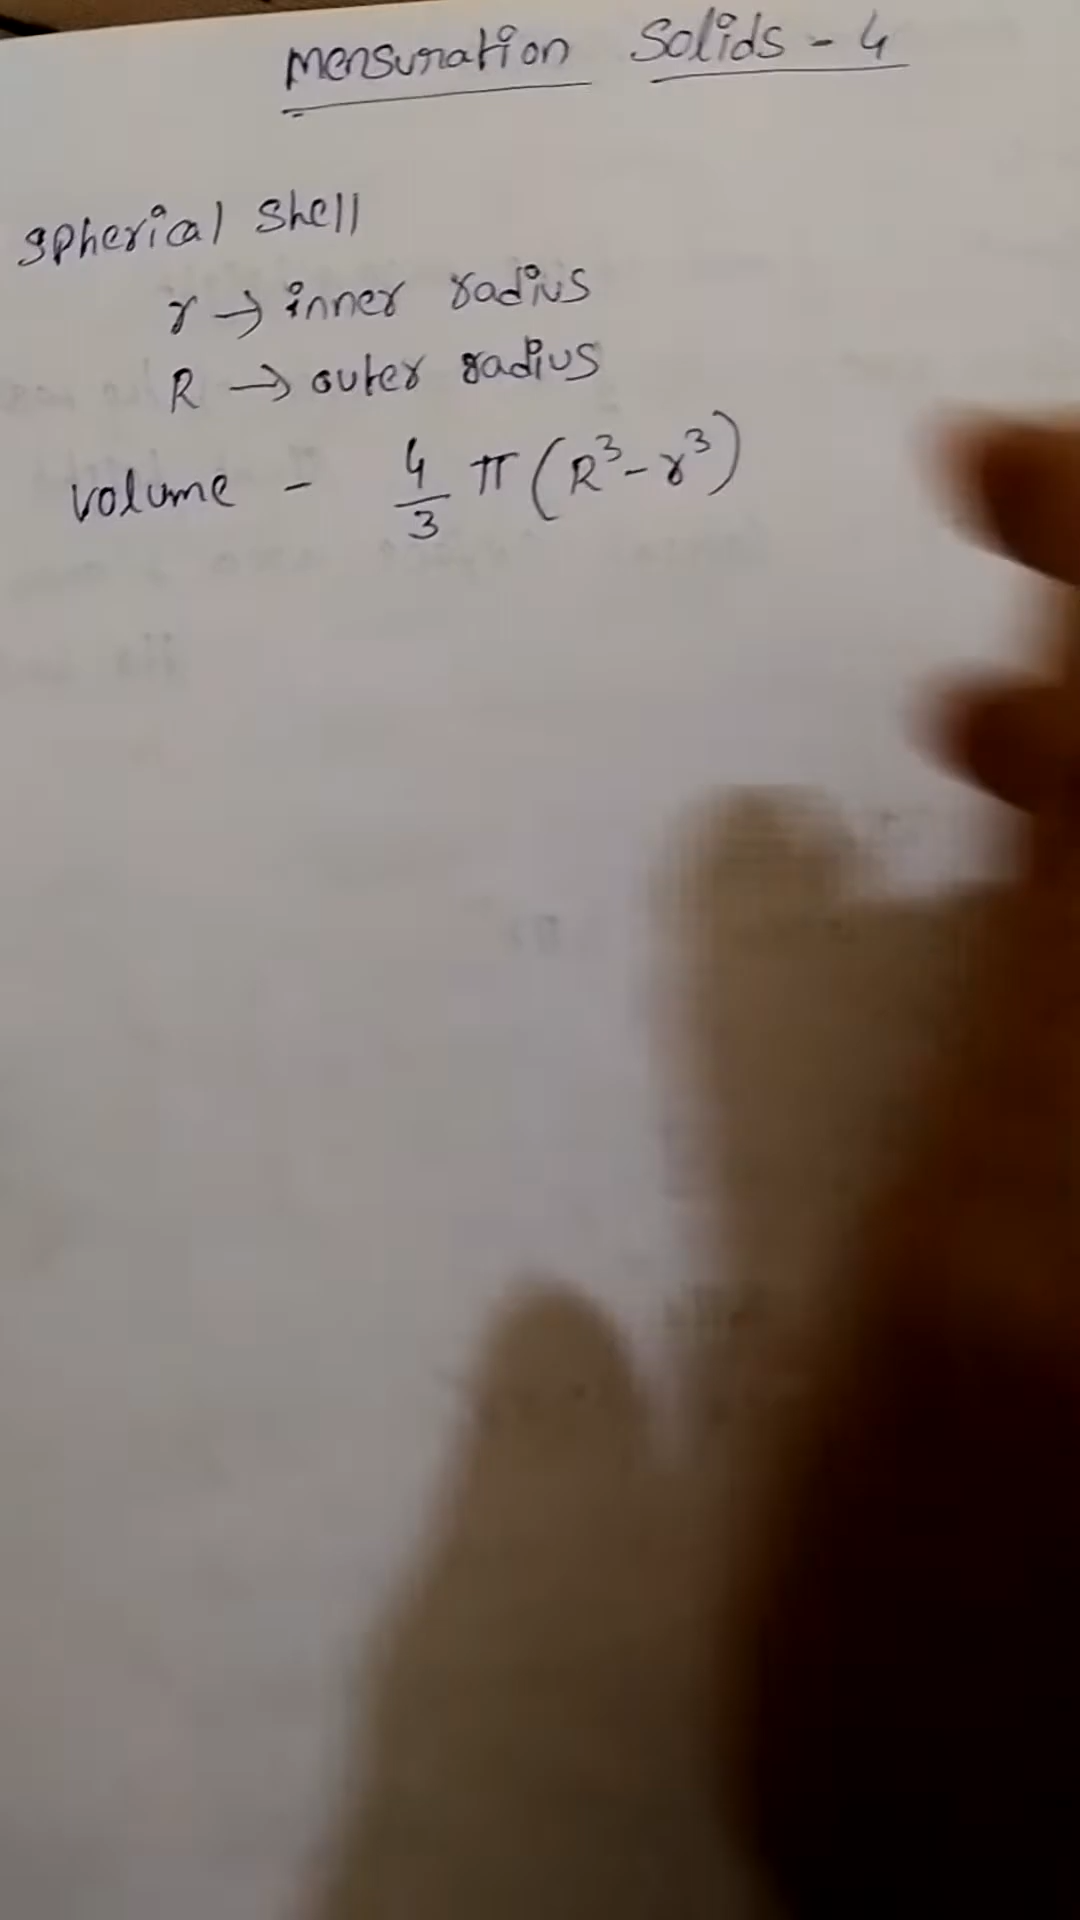 Mensuration Solids - 4
Spherical Shell
r → inner radius
R → outer radius
volume - 4/3 π (R³ - r³)